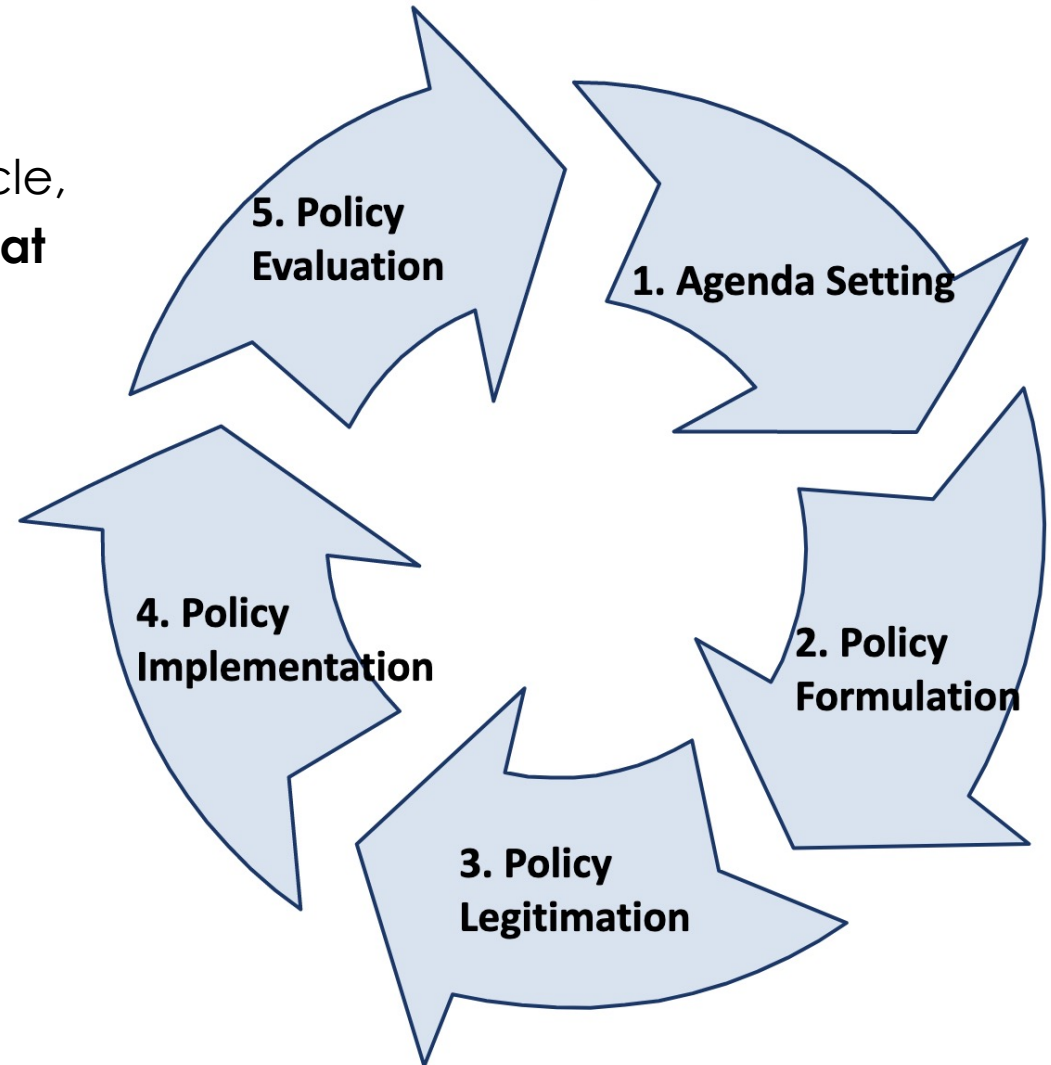 cle,
at
5. Policy
Evaluation
1. Agenda Setting
2. Policy
Formulation
4. Policy
Implementation
3. Policy
Legitimation